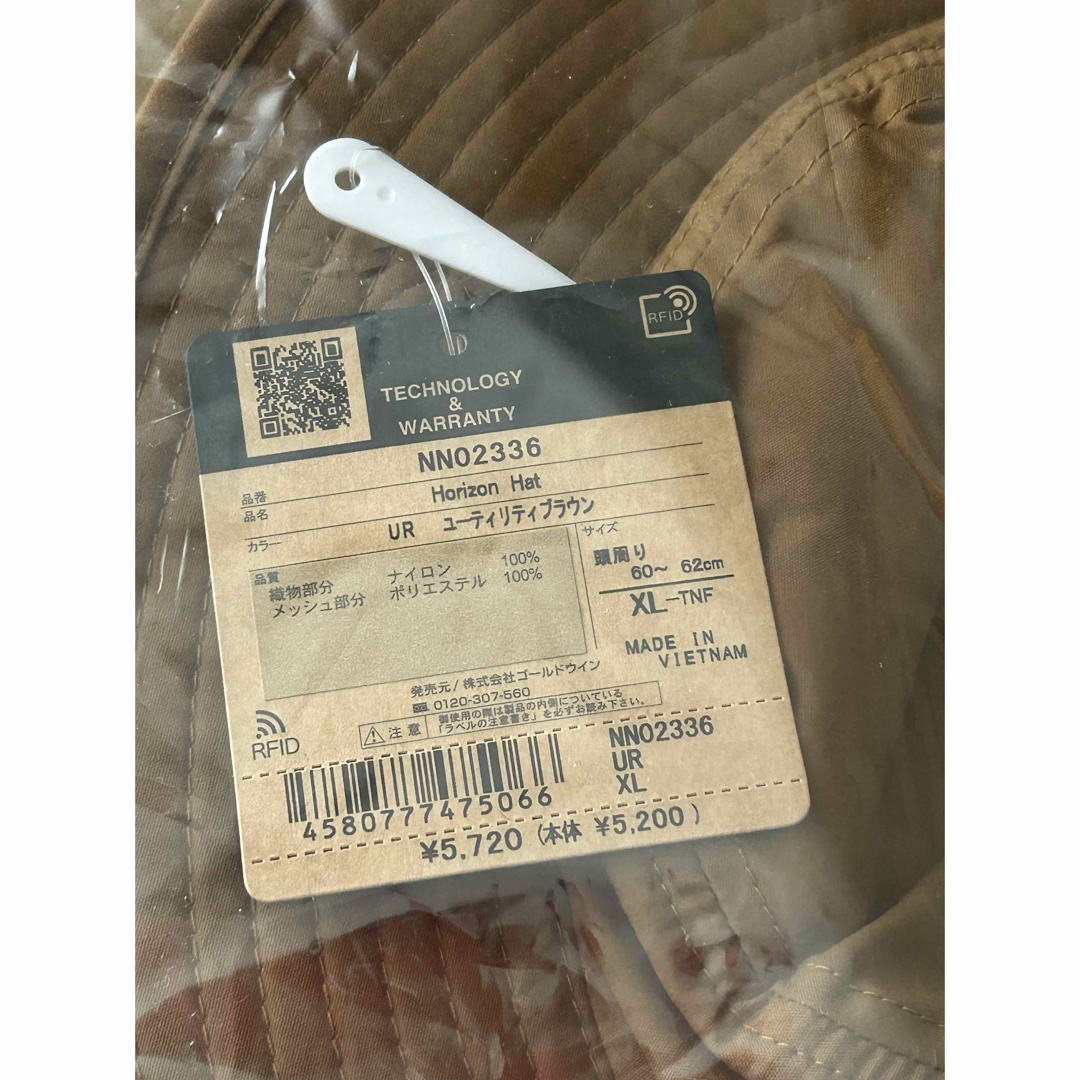 RFID
TECHNOLOGY
&
WARRANTY
品番 NN02336
品名 Horizon Hat
カラー UR ユーティリティブラウン
品質
織物部分 ナイロン 100%
メッシュ部分 ポリエステル 100%
サイズ
頭周り
60～ 62cm
XL-TNF
MADE IN
VIETNAM
発売元/株式会社ゴールドウイン
0120-307-560
注意
御使用の際は製品の内側についている
「ラベルの注意書き」を必ずお読み下さい。
RFID
4580777475066
NN02336
UR
XL
¥5,720 (本体 ¥5,200)